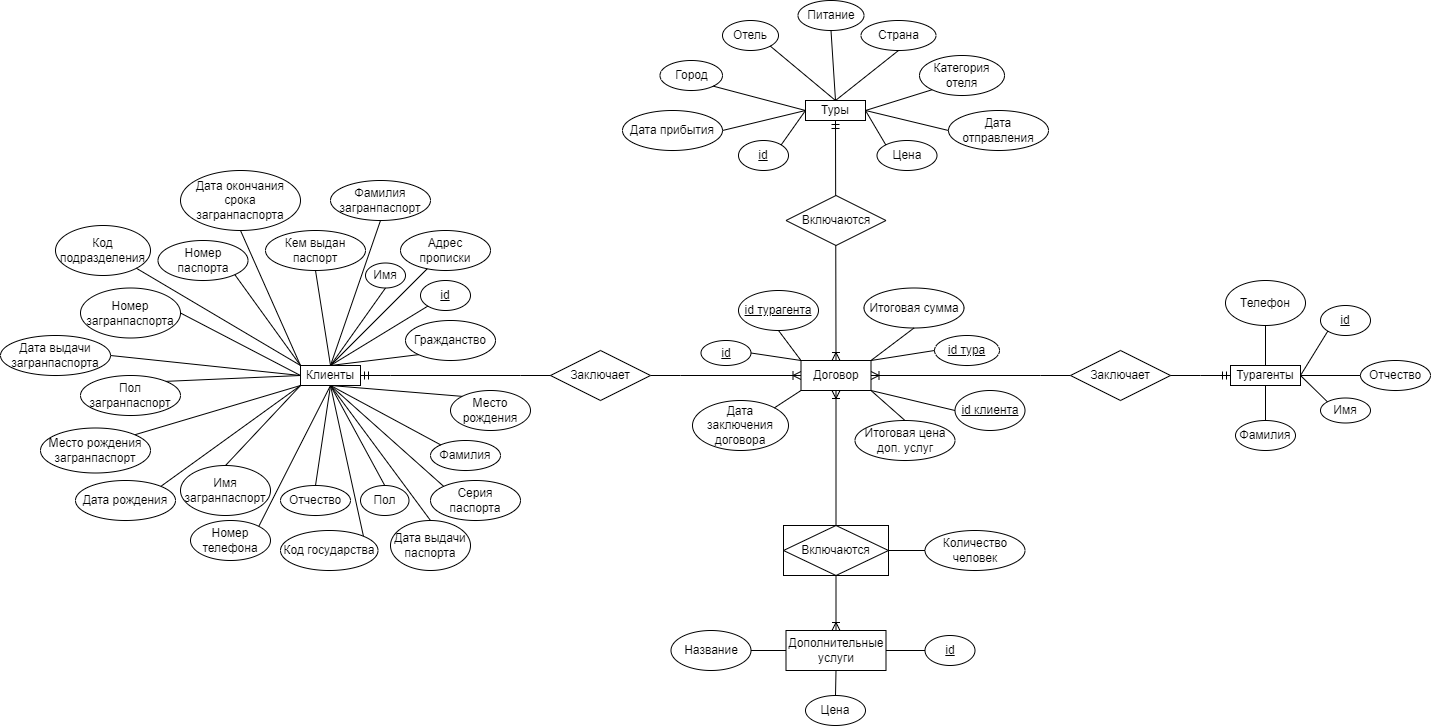 Питание
Отель
Страна
Город
Категория
отеля
Туры
Дата прибытия
Дата
отправления
id
Цена
Включаются
Дата окончания
срока
загранпаспорта
Фамилия
загранпаспорт
Код
подразделения
Номер
паспорта
Кем выдан
паспорт
Адрес
прописки
Имя
id
Номер
загранпаспорта
Гражданство
Дата выдачи
загранпаспорта
Клиенты
Пол
загранпаспорт
Место
рождения
Место рождения
загранпаспорт
Фамилия
Дата рождения
Имя
загранпаспорт
Отчество
Пол
Серия
паспорта
Номер
телефона
Код государства
Дата выдачи
паспорта
Заключает
id турагента
Итоговая сумма
id
id тура
Договор
Дата
заключения
договора
id клиента
Итоговая цена
доп. услуг
Заключает
Телефон
id
Турагенты
Отчество
Имя
Фамилия
Включаются
Количество
человек
Название
Дополнительные
услуги
id
Цена